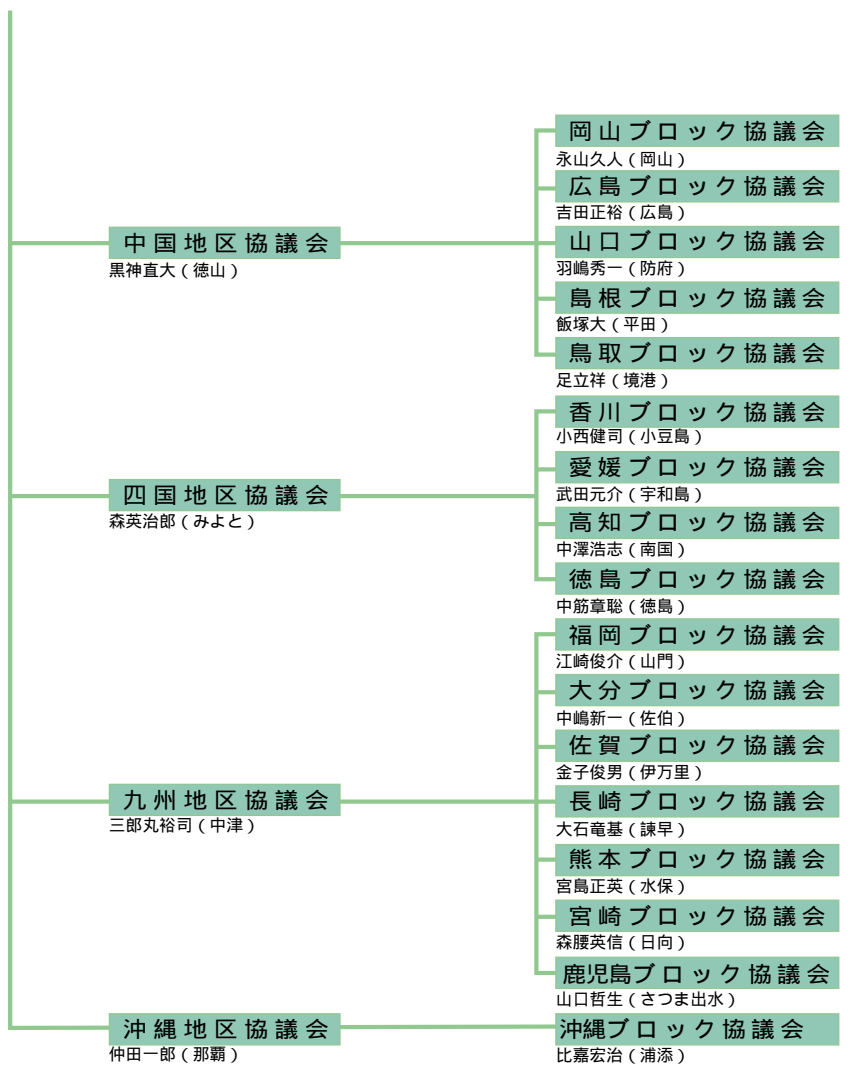 中国地区協議会
黒神直大(徳山)
岡山ブロック協議会
永山久人(岡山)
広島ブロック協議会
吉田正裕(広島)
山口ブロック協議会
羽嶋秀一(防府)
島根ブロック協議会
飯塚大(平田)
鳥取ブロック協議会
足立祥(境港)
四国地区協議会
森英治郎(みよと)
香川ブロック協議会
小西健司(小豆島)
愛媛ブロック協議会
武田元介(宇和島)
高知ブロック協議会
中澤浩志(南国)
徳島ブロック協議会
中筋章聡(徳島)
九州地区協議会
三郎丸裕司(中津)
福岡ブロック協議会
江崎俊介(山門)
大分ブロック協議会
中嶋新一(佐伯)
佐賀ブロック協議会
金子俊男(伊万里)
長崎ブロック協議会
大石竜基(諫早)
熊本ブロック協議会
宮島正英(水保)
宮崎ブロック協議会
森腰英信(日向)
鹿児島ブロック協議会
山口哲生(さつま出水)
沖縄地区協議会
仲田一郎(那覇)
沖縄ブロック協議会
比嘉宏治(浦添)